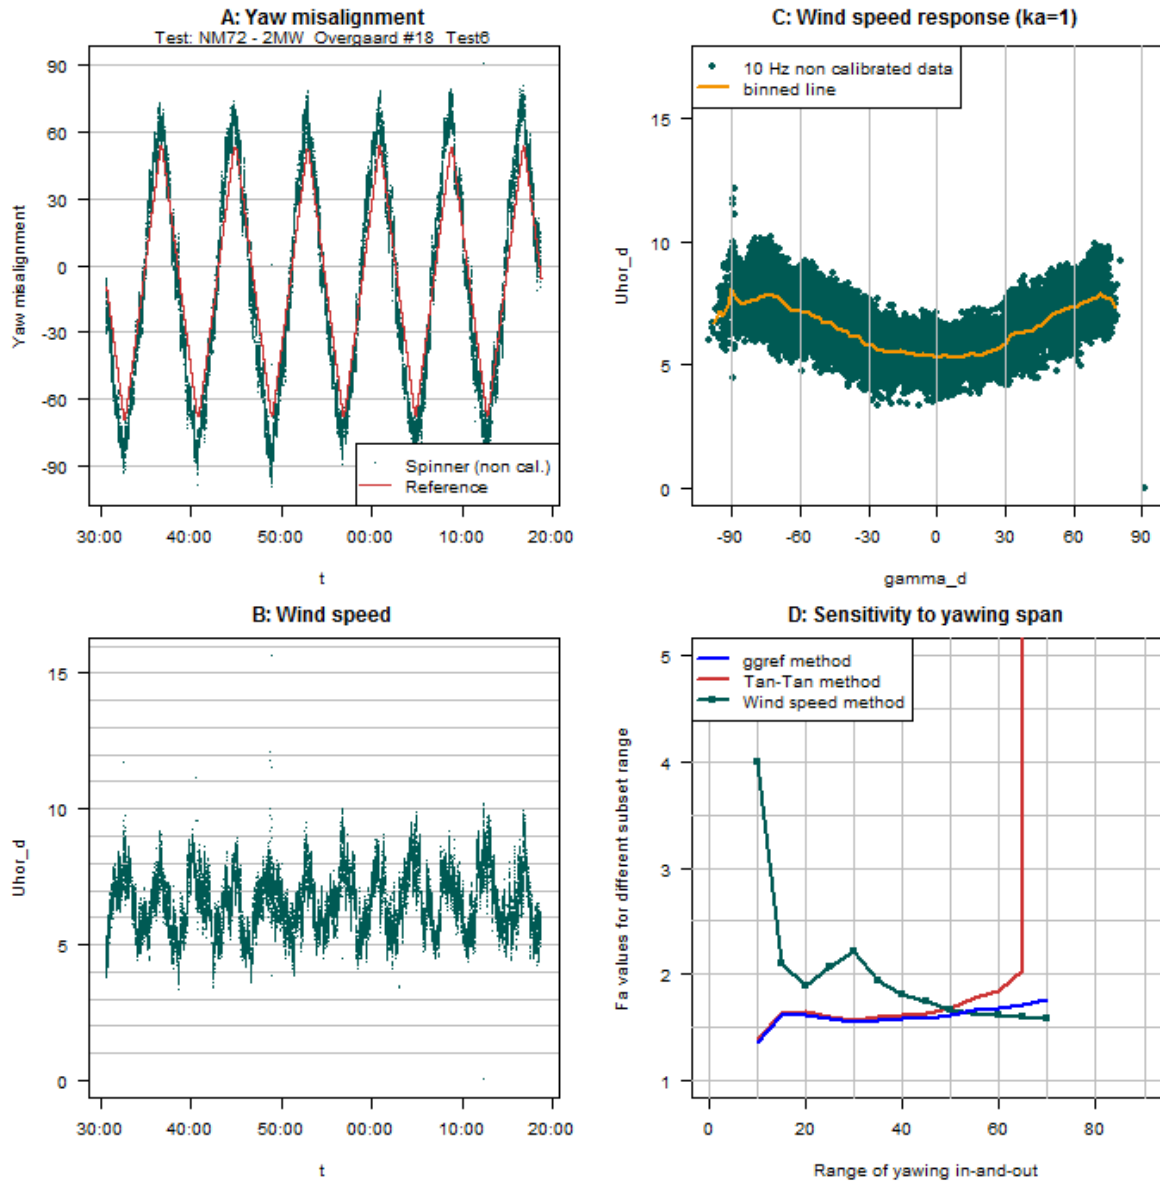 A: Yaw misalignment
Test: NM72 - 2MW Overgaard #18 Test6
Yaw misalignment
90
60
30
0
-30
-60
-90
Spinner (non cal.)
Reference
30:00 40:00 50:00 00:00 10:00 20:00
t
C: Wind speed response (ka=1)
10 Hz non calibrated data
binned line
Uhor_d
15
10
5
0
-90 -60 -30 0 30 60 90
gamma_d
B: Wind speed
Uhor_d
15
10
5
0
30:00 40:00 50:00 00:00 10:00 20:00
t
D: Sensitivity to yawing span
ggref method
Tan-Tan method
Wind speed method
Fa values for different subset range
5
4
3
2
1
0 20 40 60 80
Range of yawing in-and-out